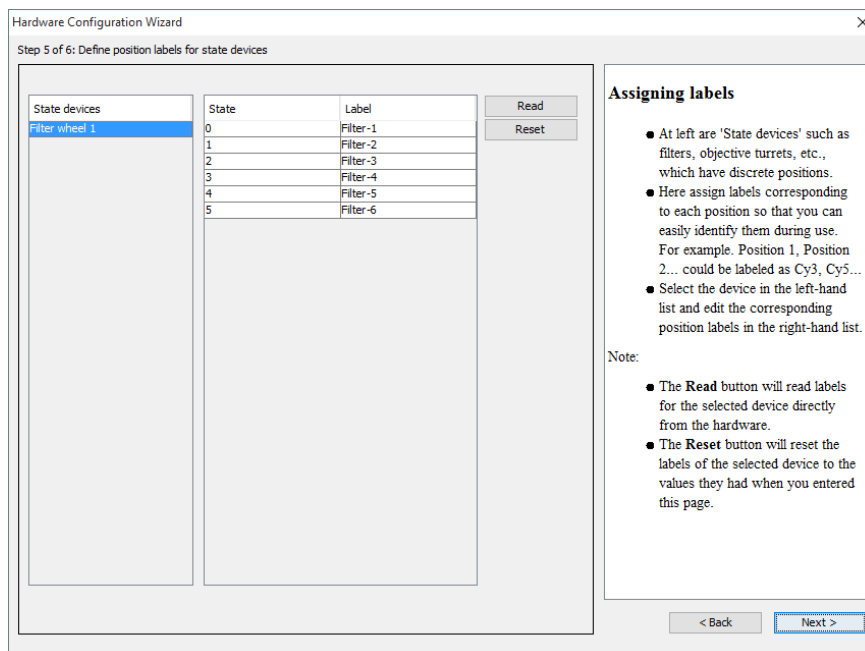 Hardware Configuration Wizard
Step 5 of 6: Define position labels for state devices
State devices
Filter wheel 1
State Label
0 Filter-1
1 Filter-2
2 Filter-3
3 Filter-4
4 Filter-5
5 Filter-6
Read
Reset
Assigning labels
At left are 'State devices' such as
filters, objective turrets, etc.,
which have discrete positions.
Here assign labels corresponding
to each position so that you can
easily identify them during use.
For example. Position 1, Position
2... could be labeled as Cy3, Cy5...
Select the device in the left-hand
list and edit the corresponding
position labels in the right-hand list.
Note:
The Read button will read labels
for the selected device directly
from the hardware.
The Reset button will reset the
labels of the selected device to the
values they had when you entered
this page.
< Back
Next >